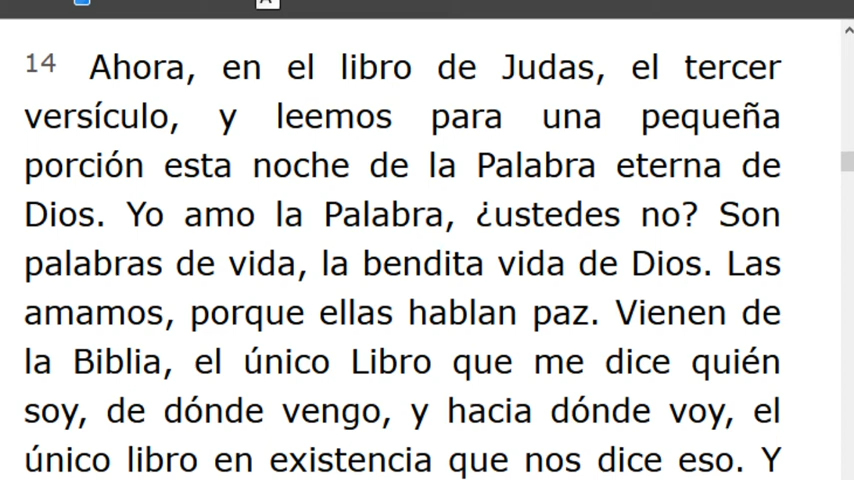 14 Ahora, en el libro de Judas, el tercer
versículo, y leemos para una pequeña
porción esta noche de la Palabra eterna de
Dios. Yo amo la Palabra, ¿ustedes no? Son
palabras de vida, la bendita vida de Dios. Las
amamos, porque ellas hablan paz. Vienen de
la Biblia, el único Libro que me dice quién
soy, de dónde vengo, y hacia dónde voy, el
único libro en existencia que nos dice eso. Y